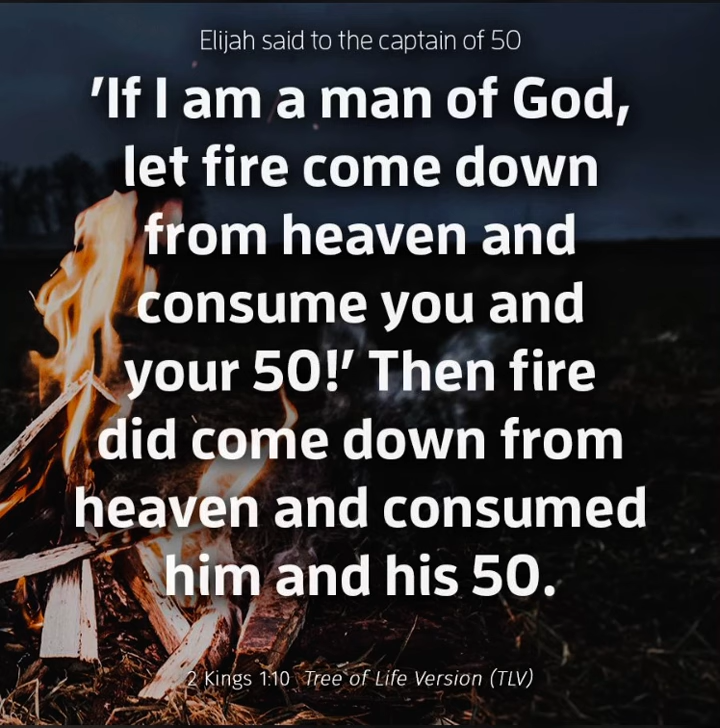 Elijah said to the captain of 50
'If I am a man of God,
let fire come down
from heaven and
consume you and
your 50!' Then fire
did come down from
heaven and consumed
him and his 50.
2 Kings 1:10 Tree of Life Version (TLV)